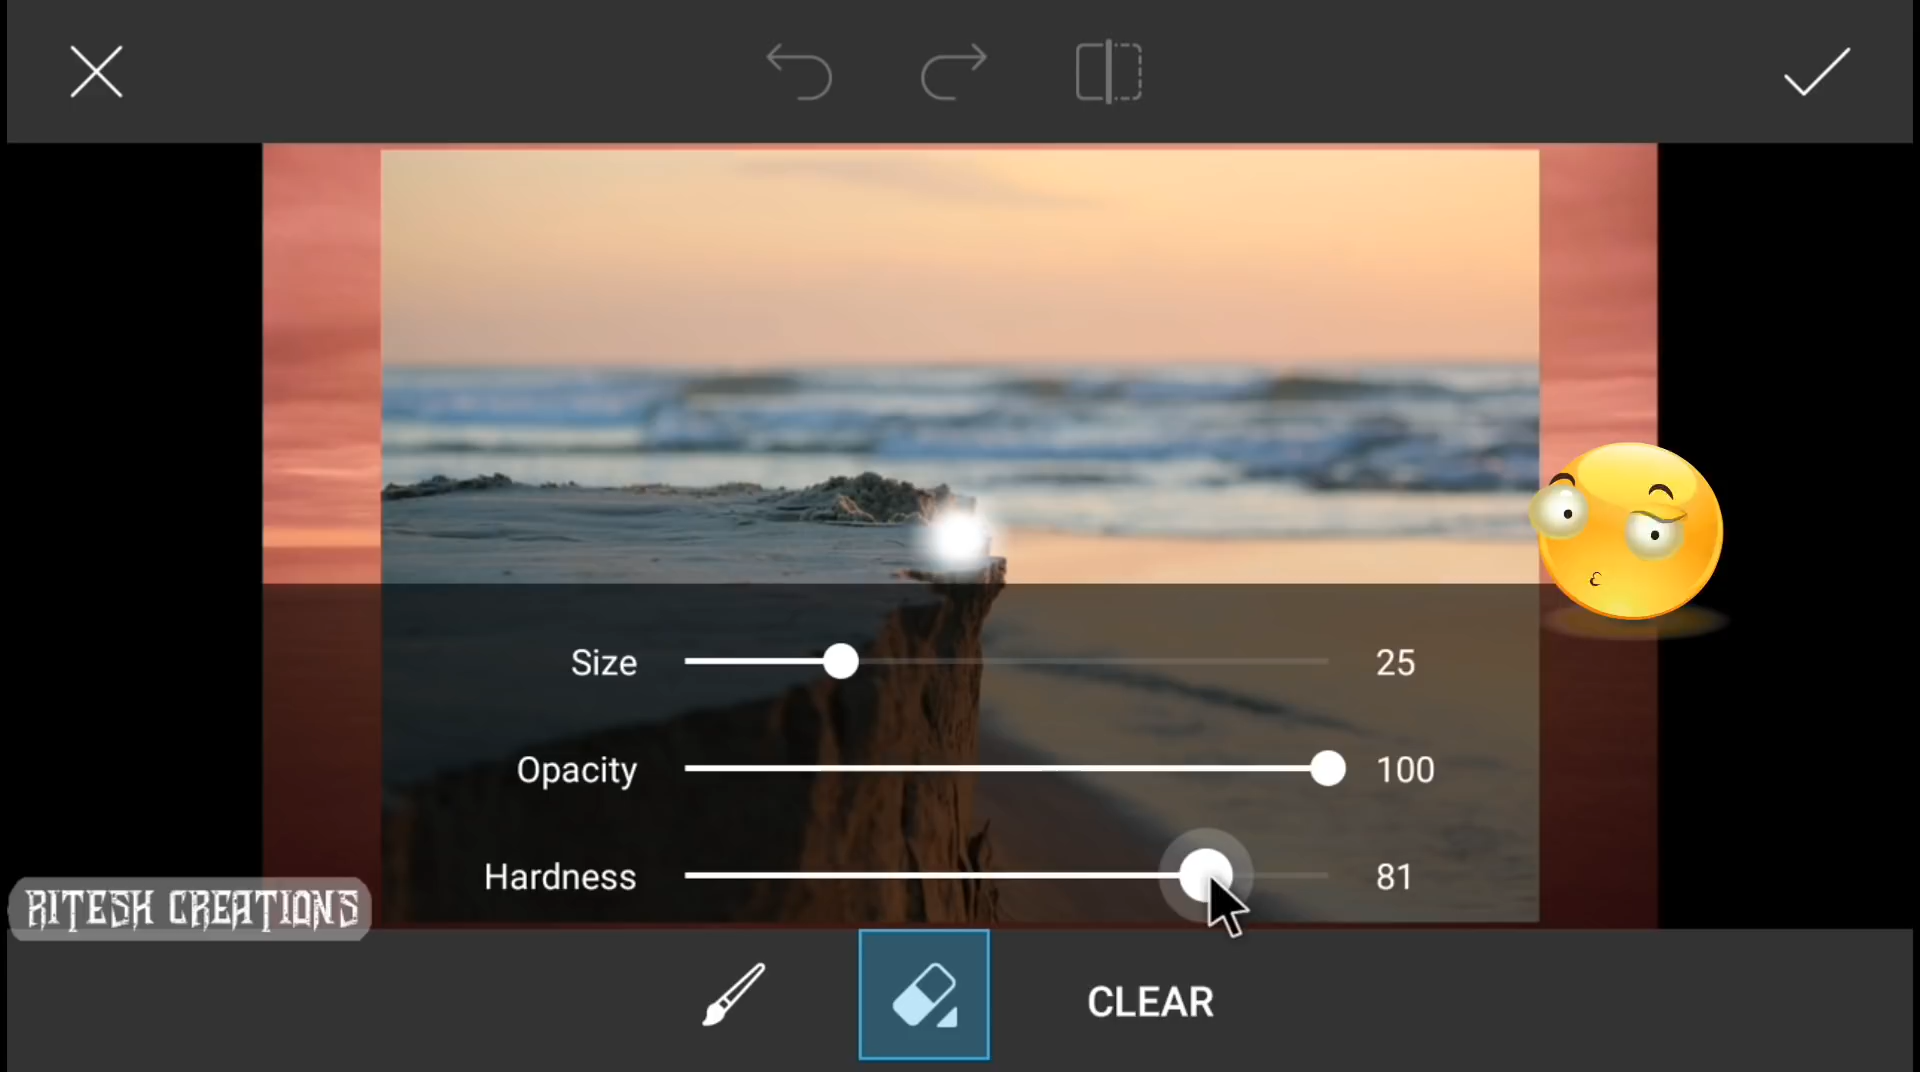 Size 25
Opacity 100
Hardness 81
RITESH CREATIONS
CLEAR